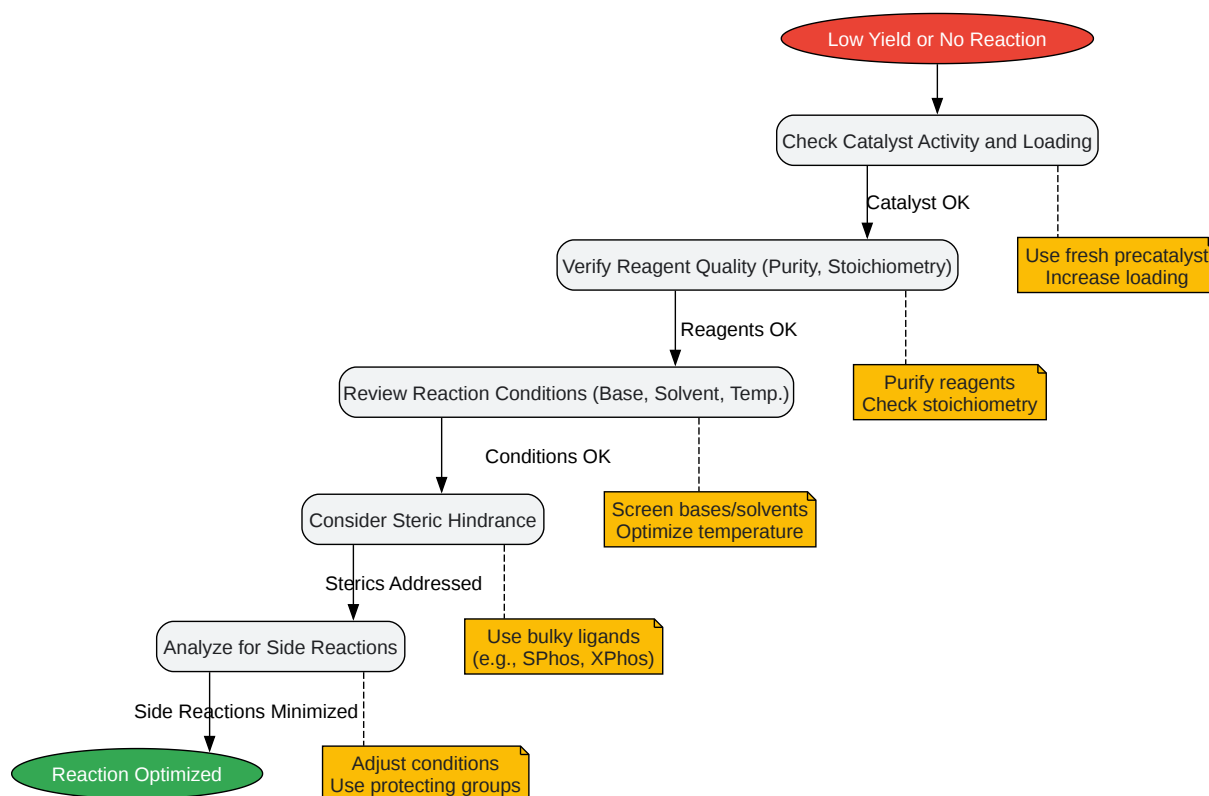 Low Yield or No Reaction
Check Catalyst Activity and Loading
Catalyst OK
Use fresh precatalyst
Increase loading
Verify Reagent Quality (Purity, Stoichiometry)
Reagents OK
Purify reagents
Check stoichiometry
Review Reaction Conditions (Base, Solvent, Temp.)
Conditions OK
Screen bases/solvents
Optimize temperature
Consider Steric Hindrance
Sterics Addressed
Use bulky ligands
(e.g., SPhos, XPhos)
Analyze for Side Reactions
Side Reactions Minimized
Adjust conditions
Use protecting groups
Reaction Optimized